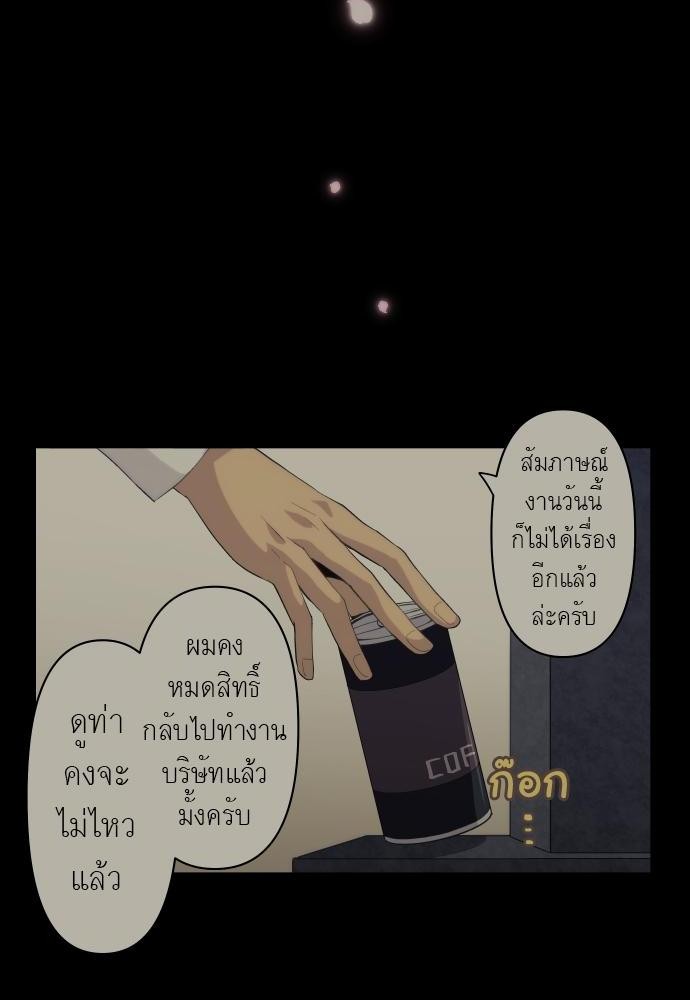 สัมภาษณ์
งานวันนี้
ก็ไม่ได้เรื่อง
อีกแล้ว
ล่ะครับ
ผมคง
หมดสิทธิ์
กลับไปทำงาน
บริษัทแล้ว
มั้งครับ
ดูท่า
คงจะ
ไม่ไหว
แล้ว
COF
ก๊อก